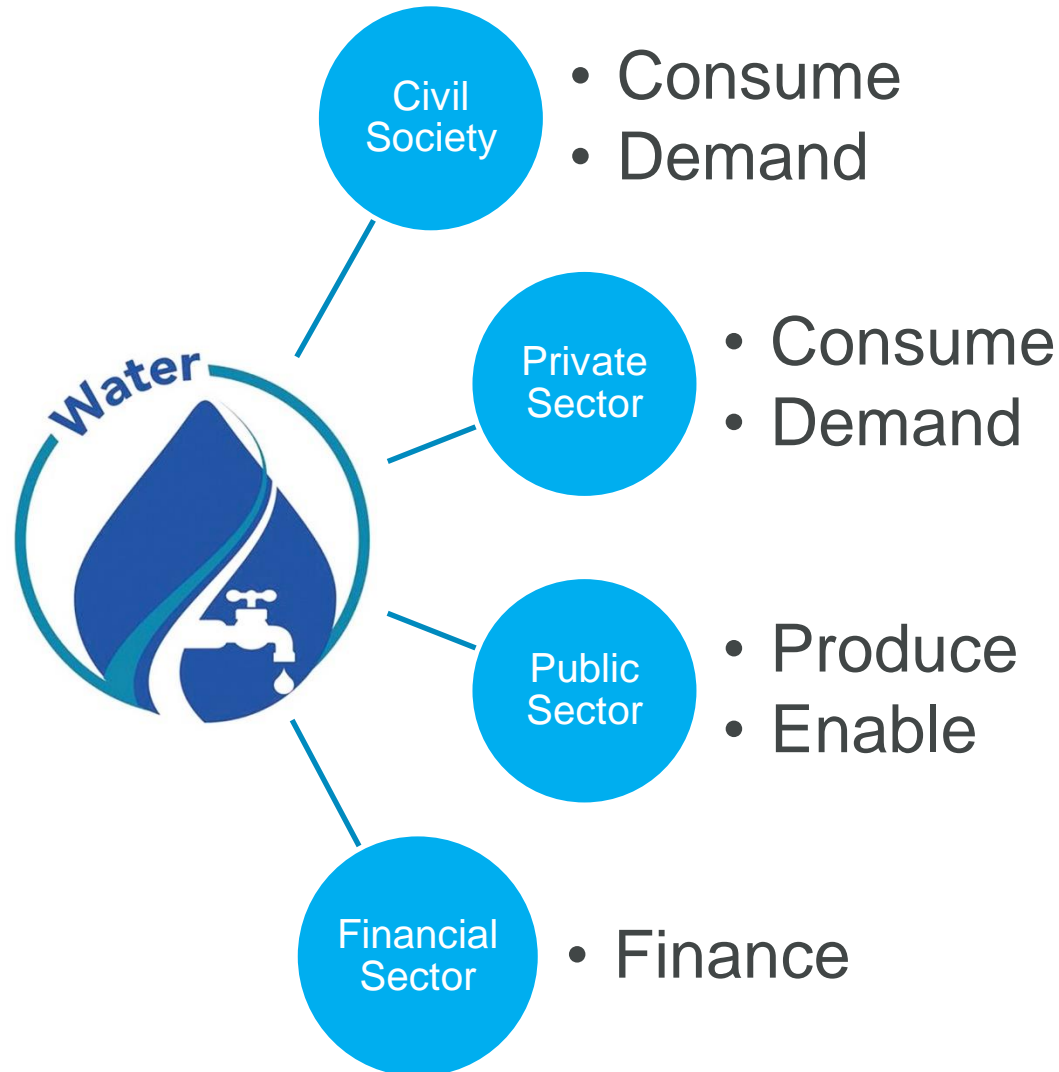 Civil
Society
• Consume
• Demand
Water
Private
Sector
• Consume
• Demand
Public
Sector
• Produce
• Enable
Financial
Sector
• Finance